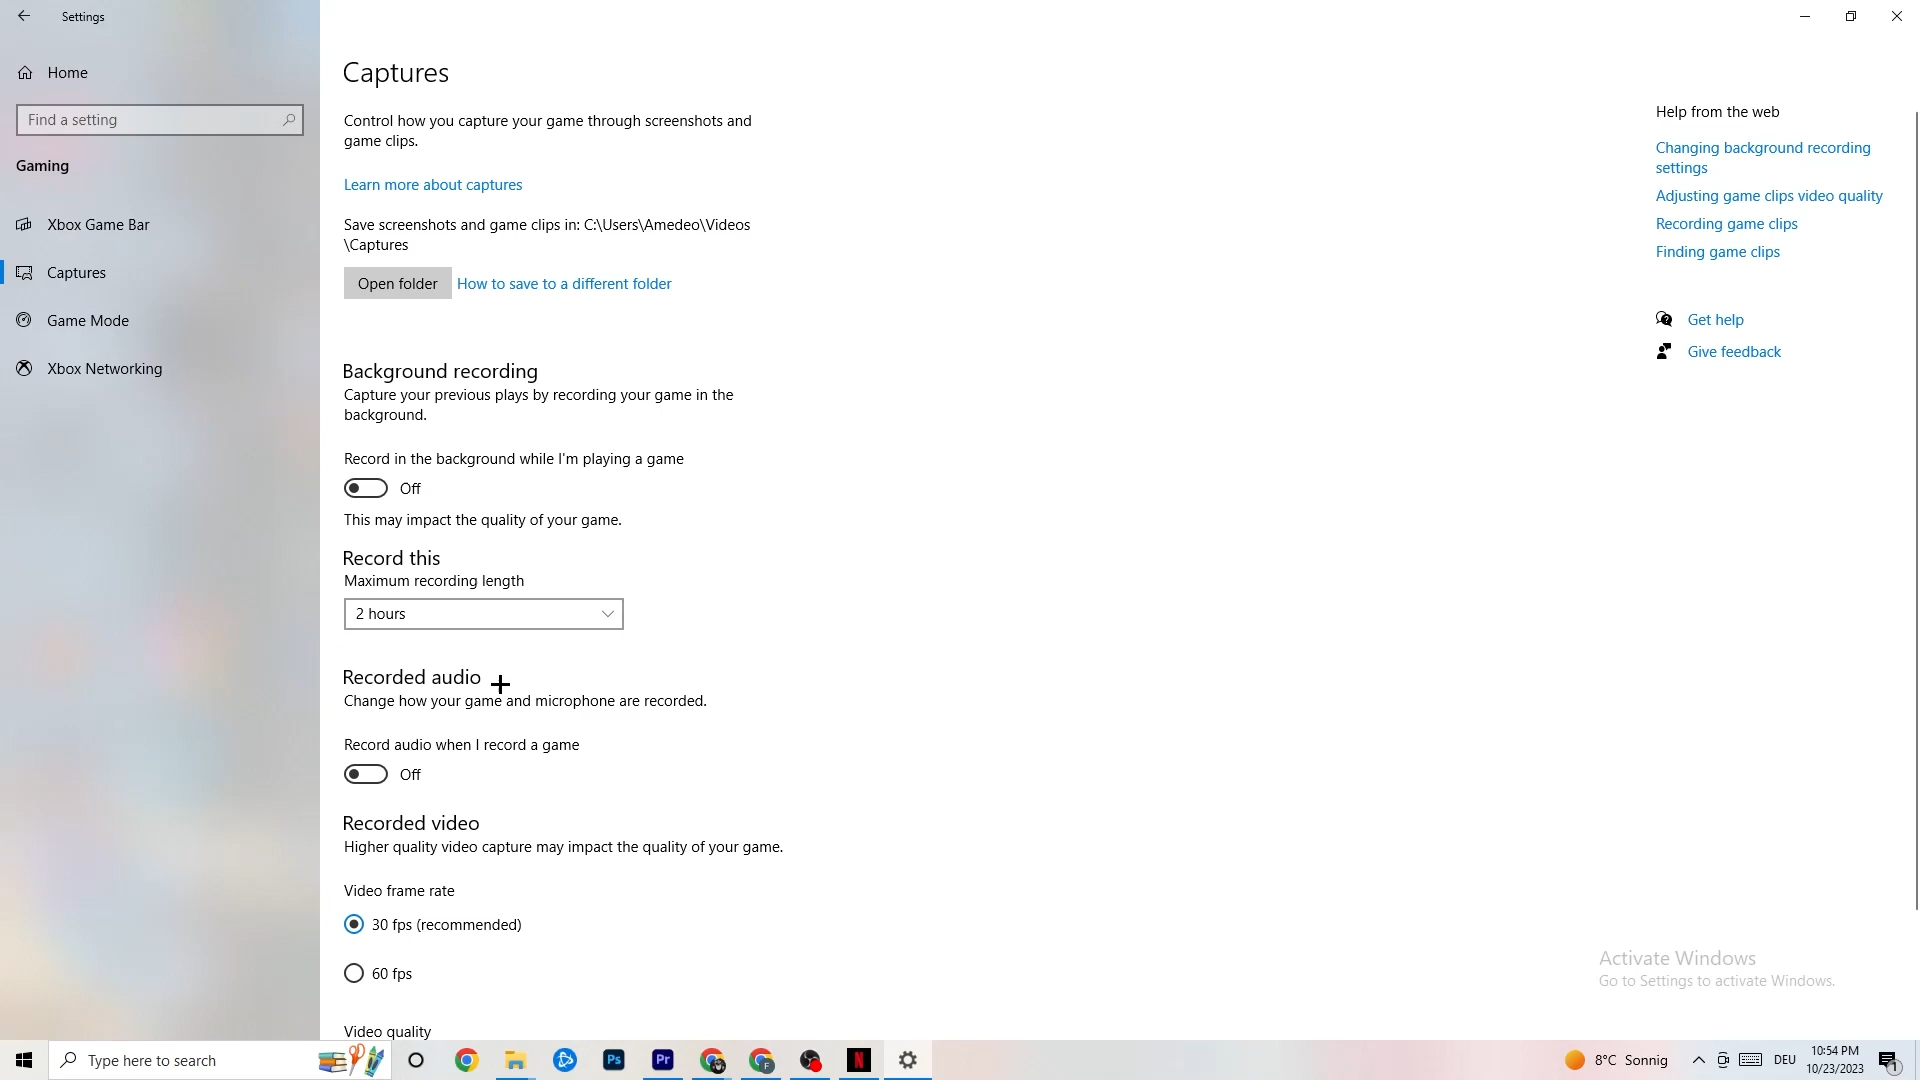 Settings
Home
Find a setting
Gaming
Xbox Game Bar
Captures
Game Mode
Xbox Networking
Captures
Control how you capture your game through screenshots and
game clips.
Learn more about captures
Save screenshots and game clips in: C:\Users\Amedeo\Videos
\Captures
Open folder How to save to a different folder
Background recording
Capture your previous plays by recording your game in the
background.
Record in the background while I'm playing a game
Off
This may impact the quality of your game.
Record this
Maximum recording length
2 hours
Recorded audio
Change how your game and microphone are recorded.
Record audio when I record a game
Off
Recorded video
Higher quality video capture may impact the quality of your game.
Video frame rate
30 fps (recommended)
60 fps
Video quality
Help from the web
Changing background recording
settings
Adjusting game clips video quality
Recording game clips
Finding game clips
Get help
Give feedback
Activate Windows
Go to Settings to activate Windows.
Type here to search
Ps
Pr
F
N
8°C Sonnig
DEU
10:54 PM
10/23/2023
1